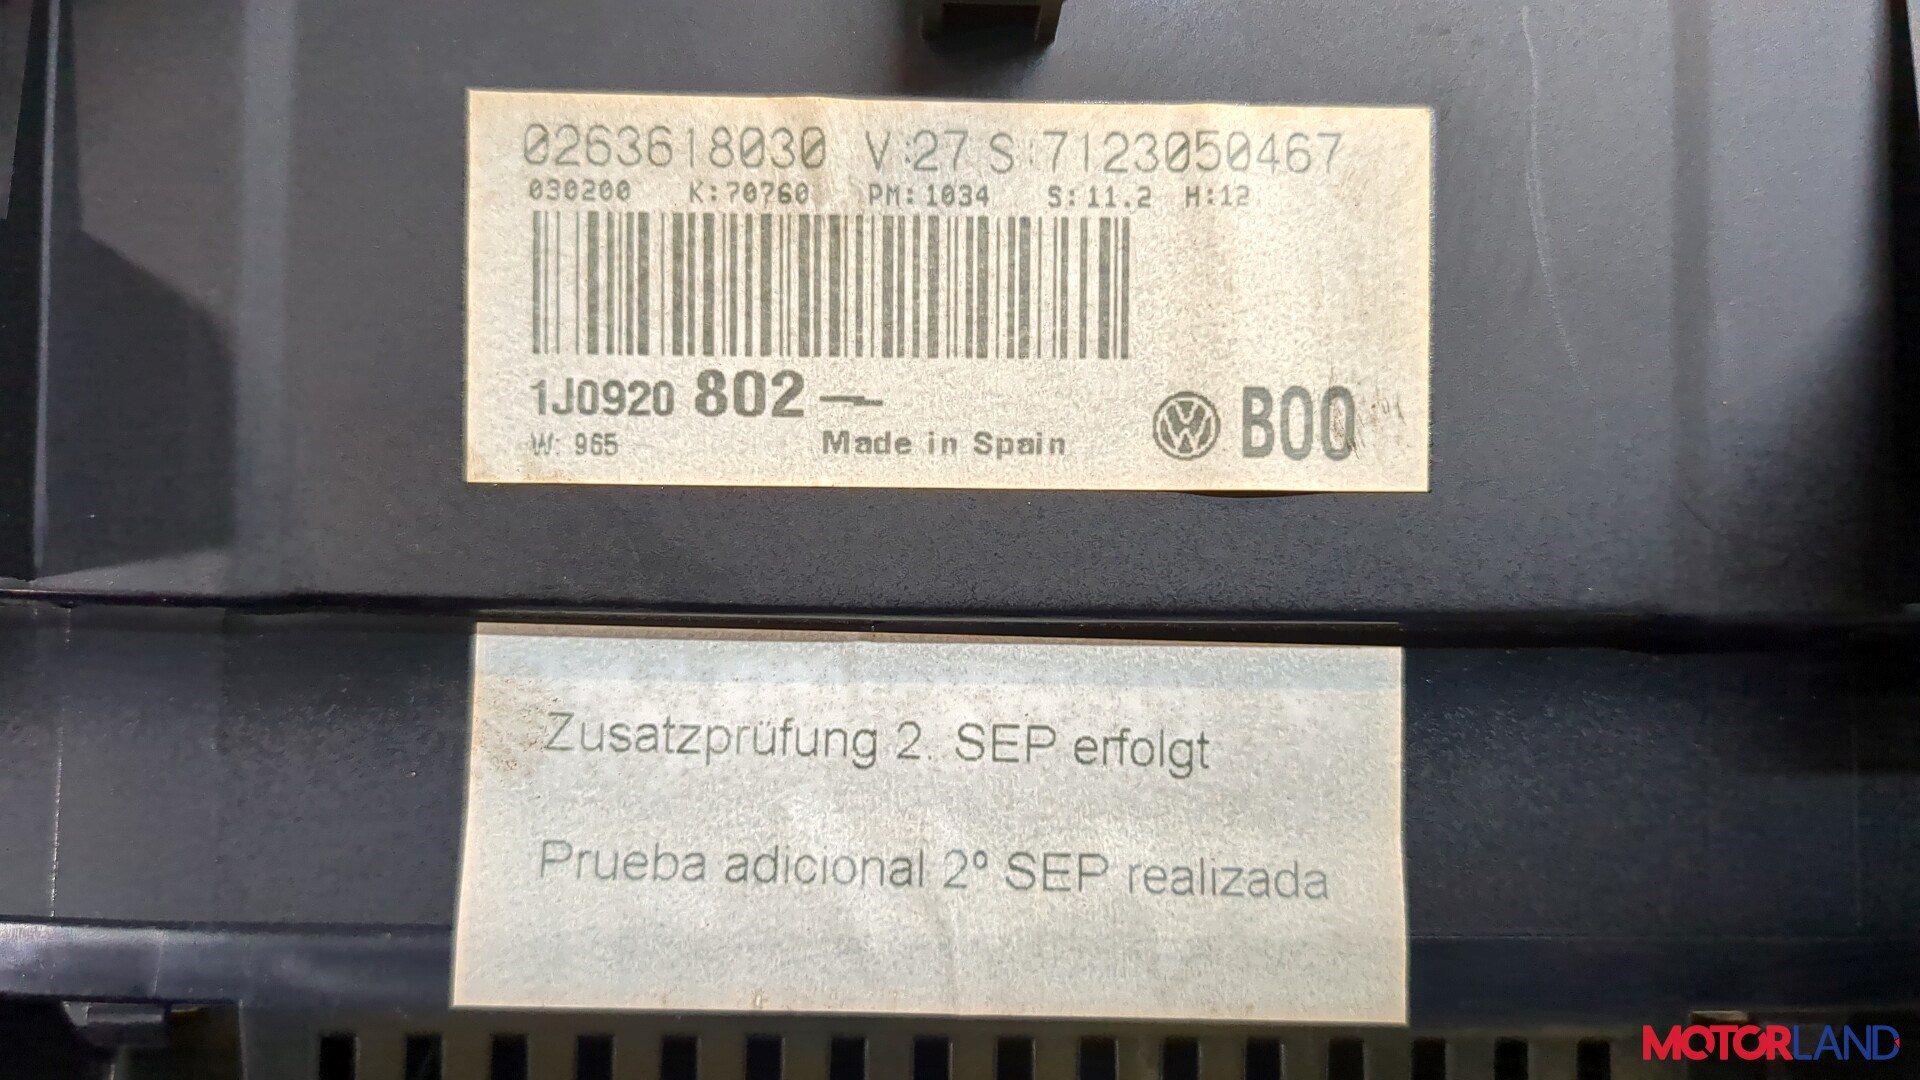 0263618030 V:27 S:7123050467
030200 K:70760 PM:1034 S:11.2 H:12
1J0920 802
W: 965 Made in Spain B00
Zusatzprüfung 2. SEP erfolgt
Prueba adicional 2º SEP realizada
MOTORLAND